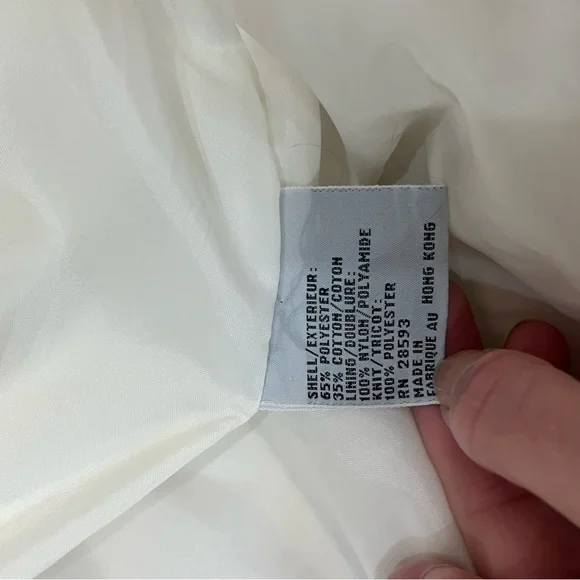 SHELL/EXTERIEUR:
65% POLYESTER
35% COTTON/COTON
LINING/DOUBLURE:
100% NYLON/POLYAMIDE
KNIT/TRICOT:
100% POLYESTER
RN 28593
MADE IN
FABRIQUE AU HONG KONG